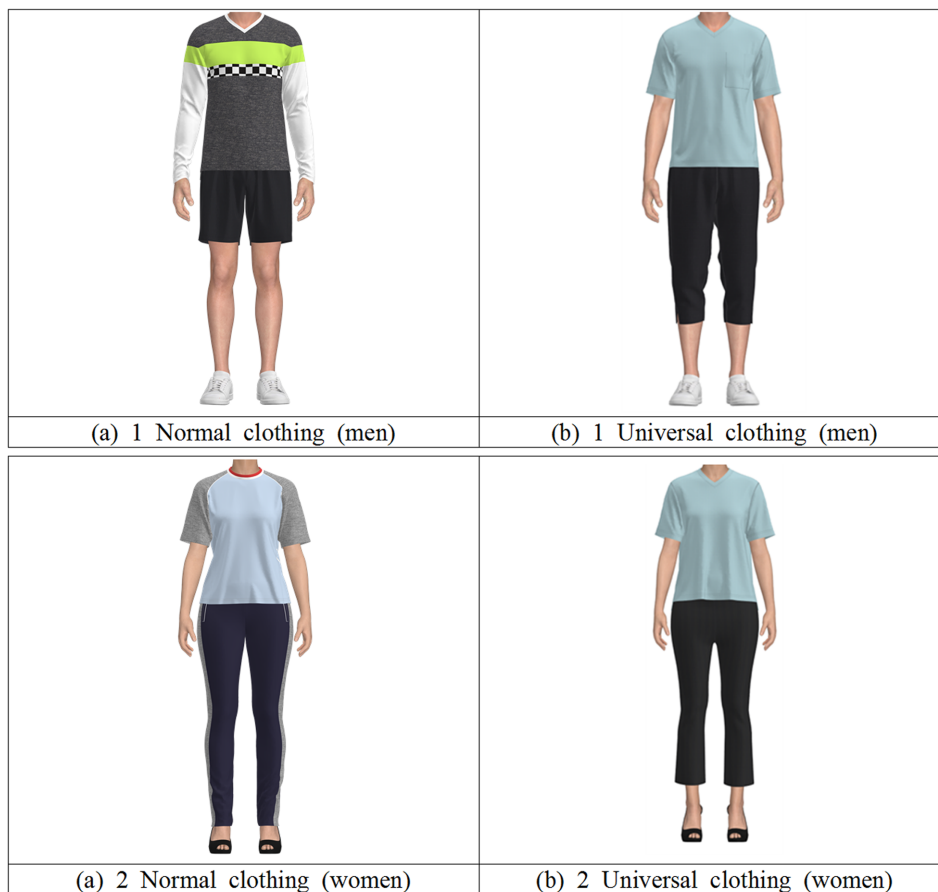 (a) 1 Normal clothing (men)
(b) 1 Universal clothing (men)
(a) 2 Normal clothing (women)
(b) 2 Universal clothing (women)